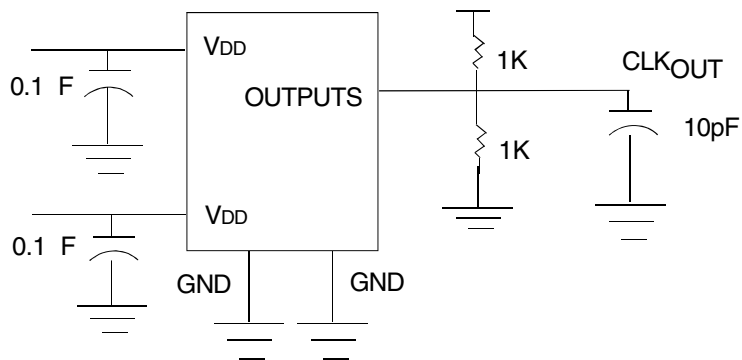 VDD
0.1 F
OUTPUTS
1K
CLKOUT
10pF
1K
VDD
0.1 F
GND
GND